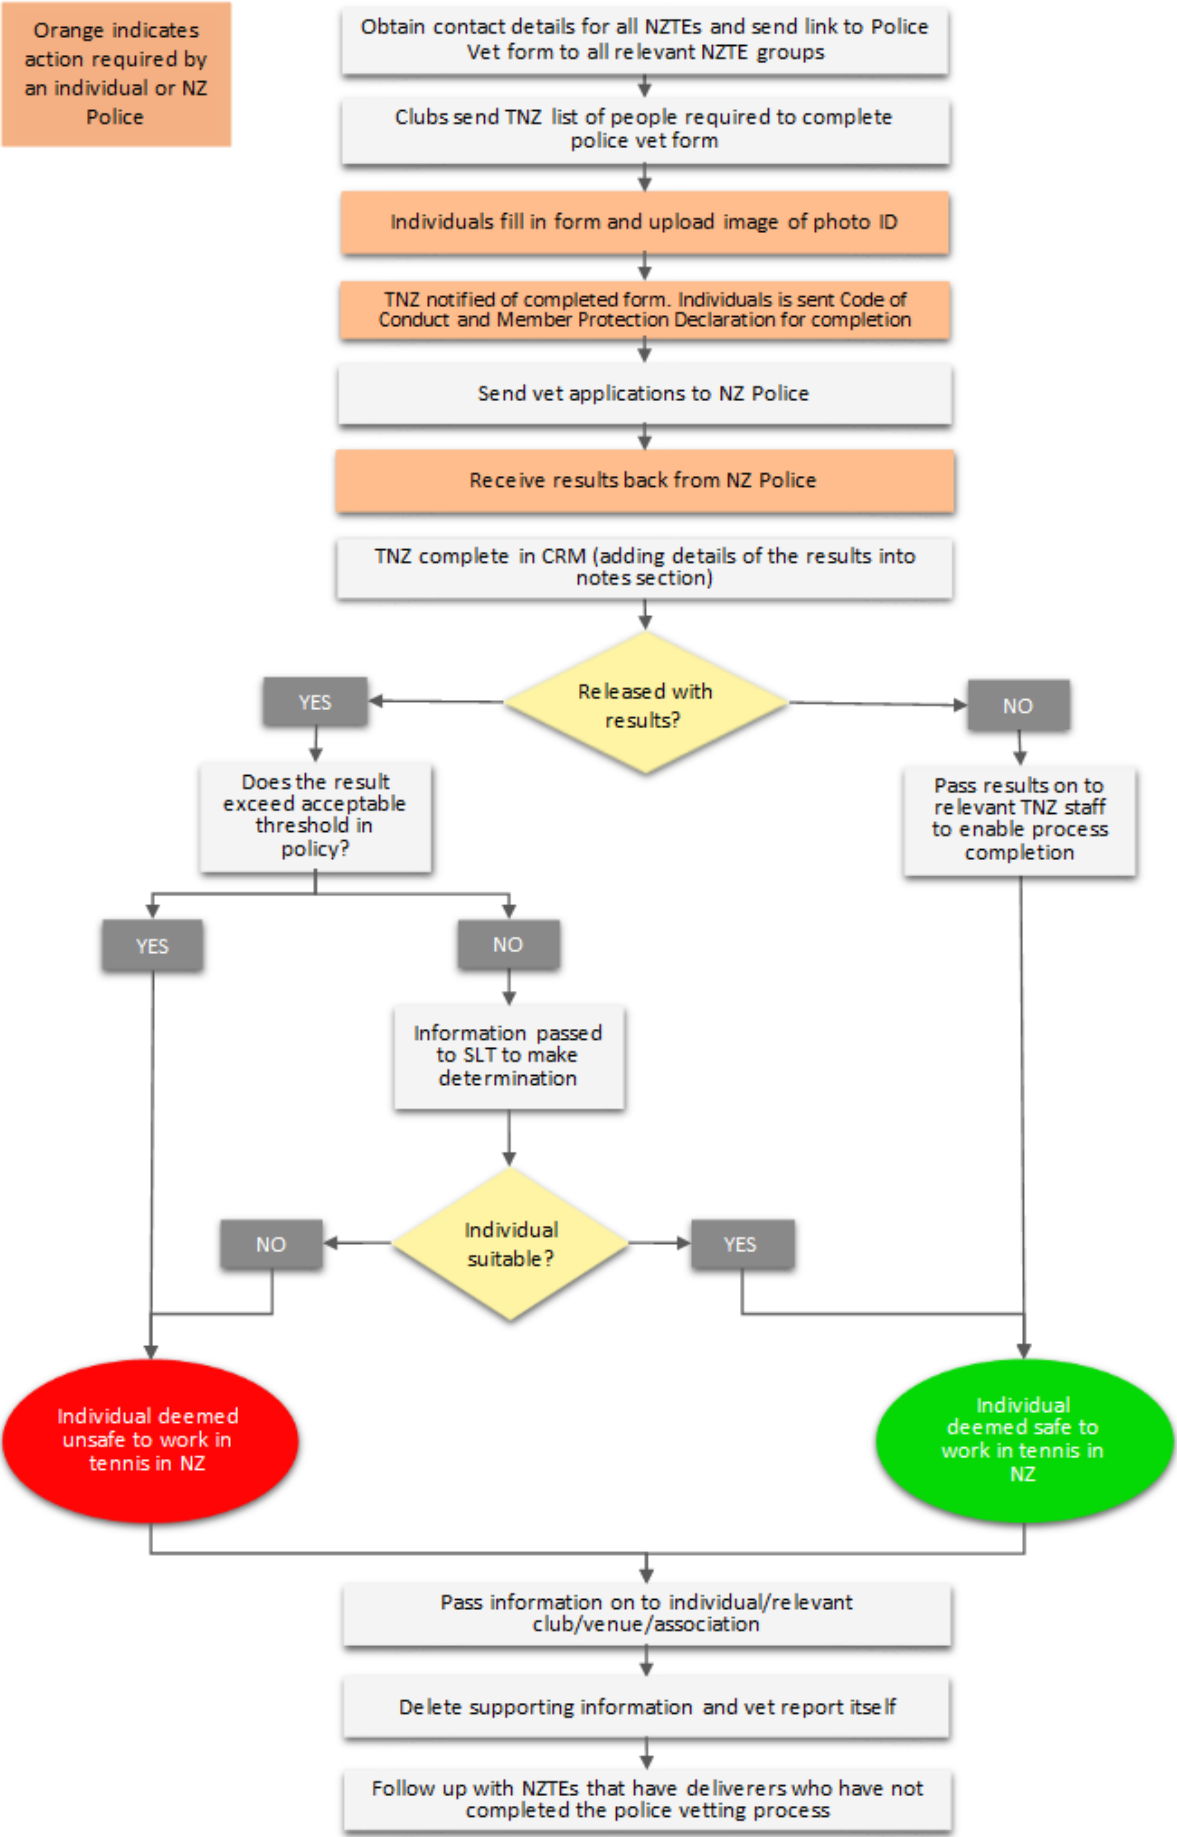 Orange indicates
action required by
an individual or NZ
Police
Obtain contact details for all NZTEs and send link to Police
Vet form to all relevant NZTE groups
Clubs send TNZ list of people required to complete
police vet form
Individuals fill in form and upload image of photo ID
TNZ notified of completed form. Individuals is sent Code of
Conduct and Member Protection Declaration for completion
Send vet applications to NZ Police
Receive results back from NZ Police
TNZ complete in CRM (adding details of the results into
notes section)
Released with
results?
YES
NO
Does the result
exceed acceptable
threshold in
policy?
Pass results on to
relevant TNZ staff
to enable process
completion
YES
NO
Information passed
to SLT to make
determination
Individual
suitable?
NO
YES
Individual deemed
unsafe to work in
tennis in NZ
Individual
deemed safe to
work in tennis in
NZ
Pass information on to individual/relevant
club/venue/association
Delete supporting information and vet report itself
Follow up with NZTEs that have deliverers who have not
completed the police vetting process